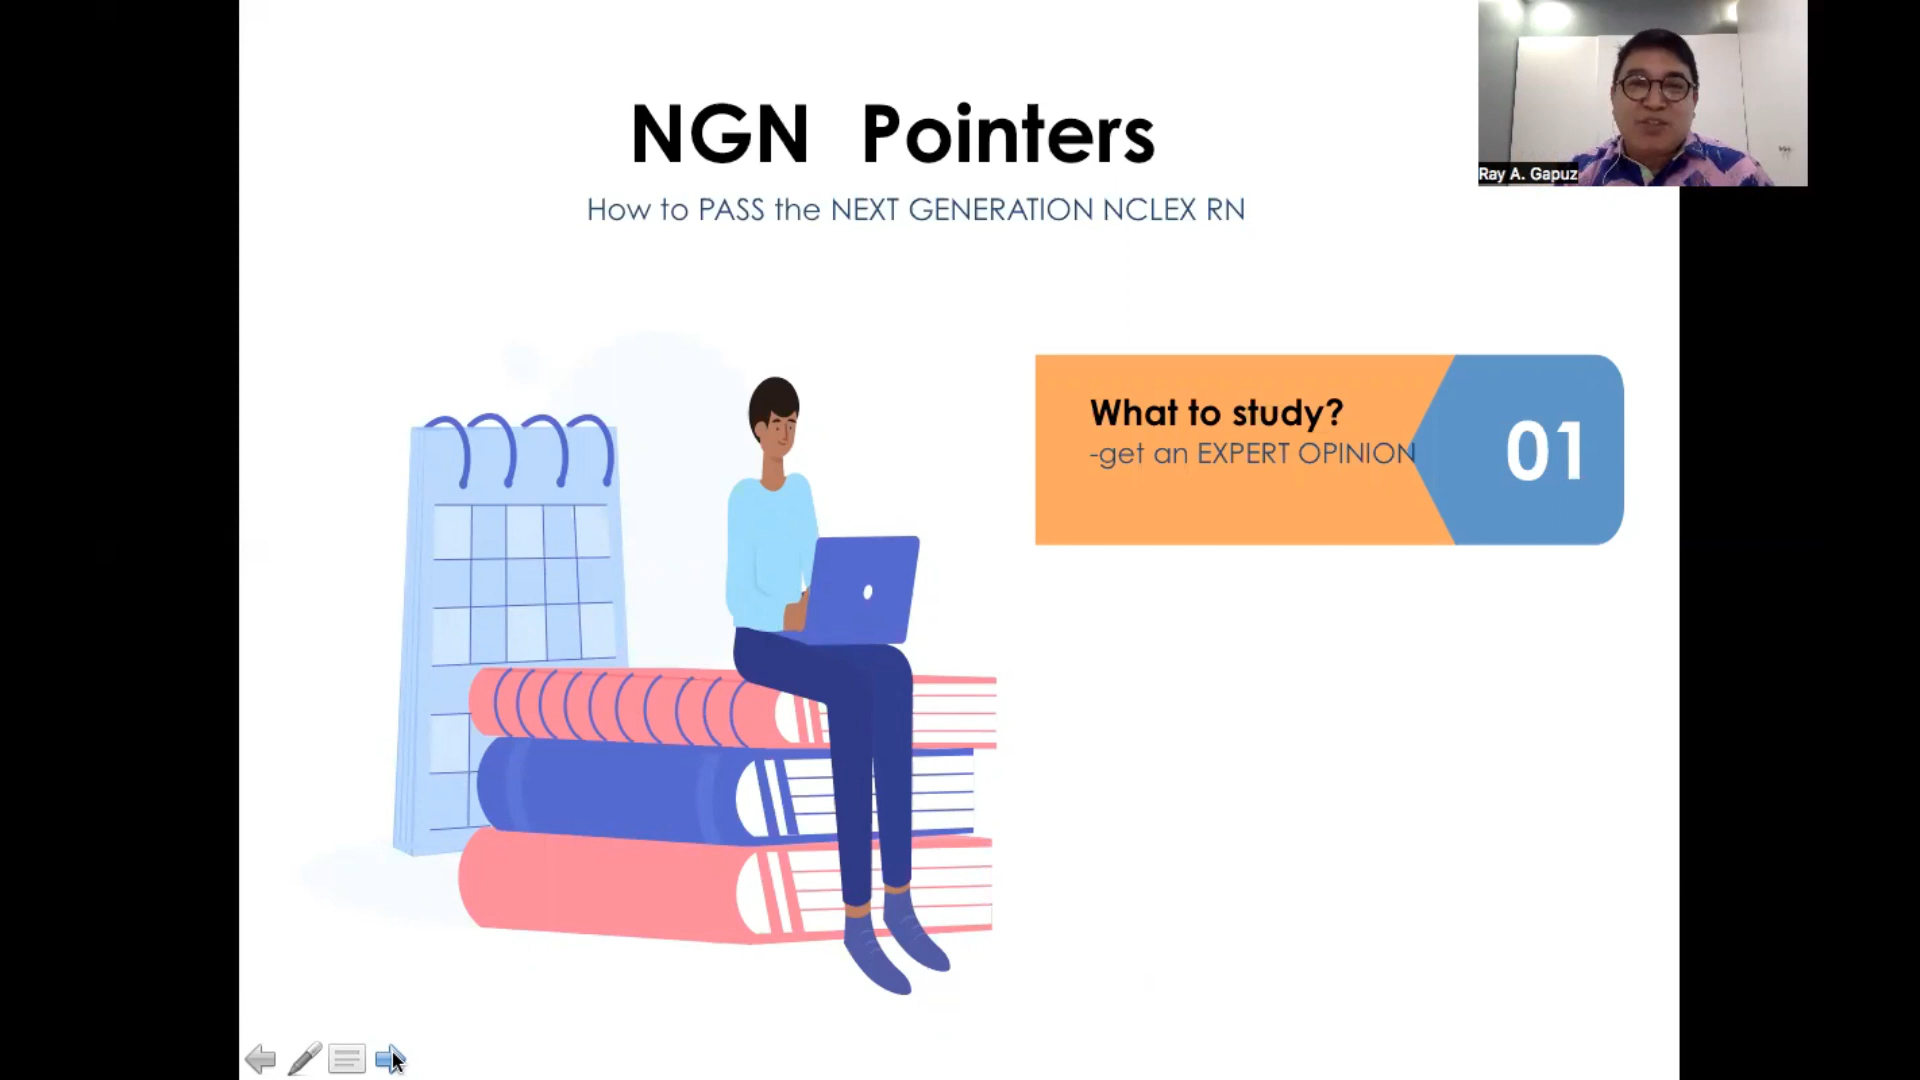 NGN Pointers
How to PASS the NEXT GENERATION NCLEX RN
Ray A. Gapuz
What to study?
-get an EXPERT OPINION
01